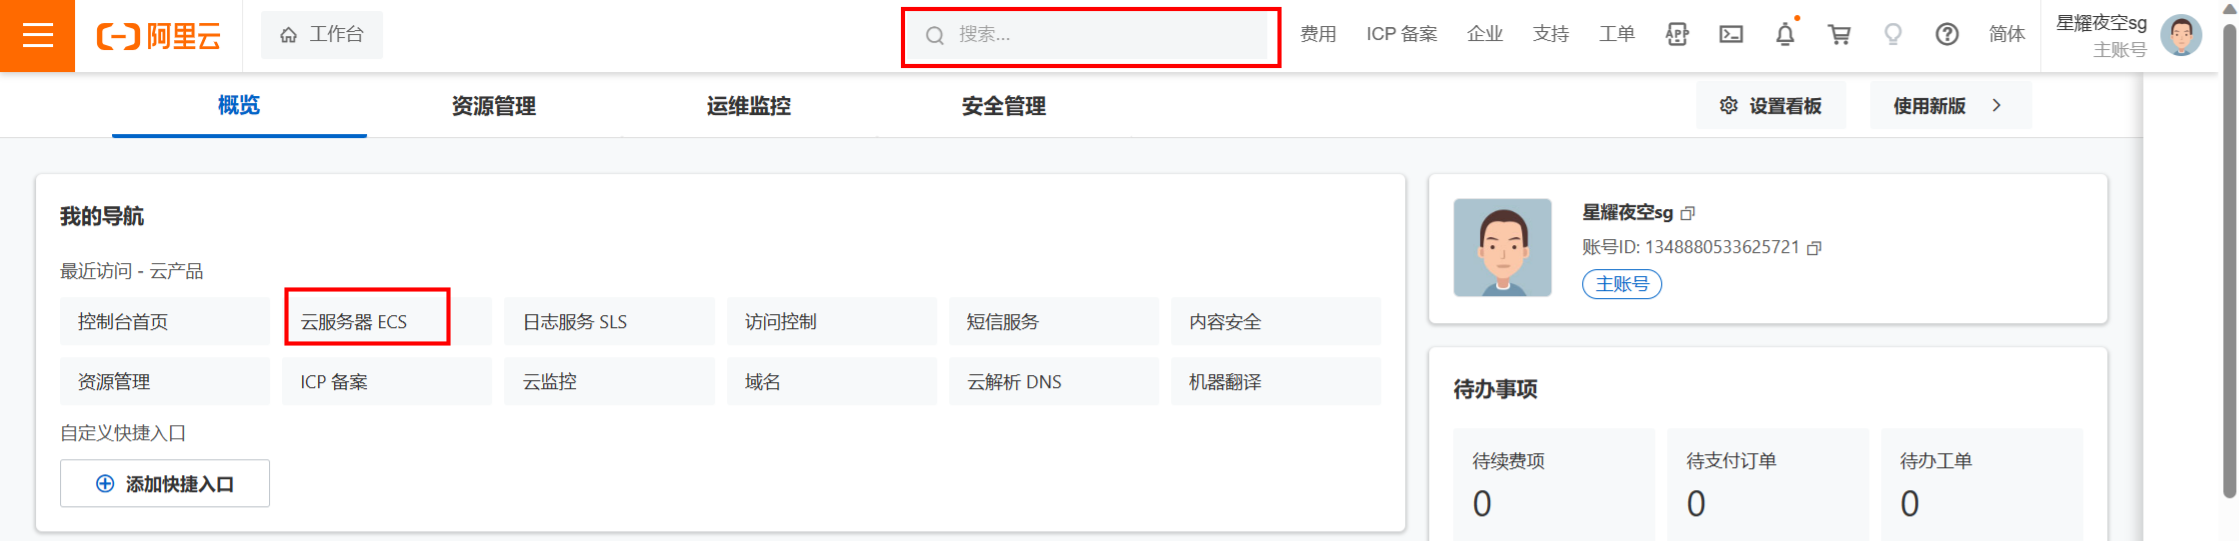 阿里云
工作台
搜索...
费用
ICP 备案
企业
支持
工单
APP
简体
星耀夜空sg
主账号
概览
资源管理
运维监控
安全管理
设置看板
使用新版
我的导航
最近访问 - 云产品
控制台首页
云服务器 ECS
日志服务 SLS
访问控制
短信服务
内容安全
资源管理
ICP 备案
云监控
域名
云解析 DNS
机器翻译
自定义快捷入口
添加快捷入口
星耀夜空sg
账号ID: 1348880533625721
主账号
待办事项
待续费项
待支付订单
待办工单
0
0
0